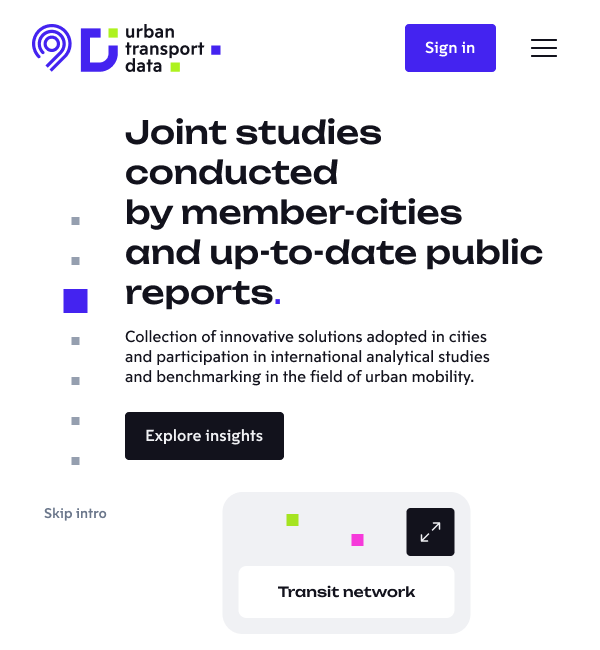 urban
transport
data
Sign in
Joint studies
conducted
by member-cities
and up-to-date public
reports.
Collection of innovative solutions adopted in cities
and participation in international analytical studies
and benchmarking in the field of urban mobility.
Explore insights
Skip intro
Transit network